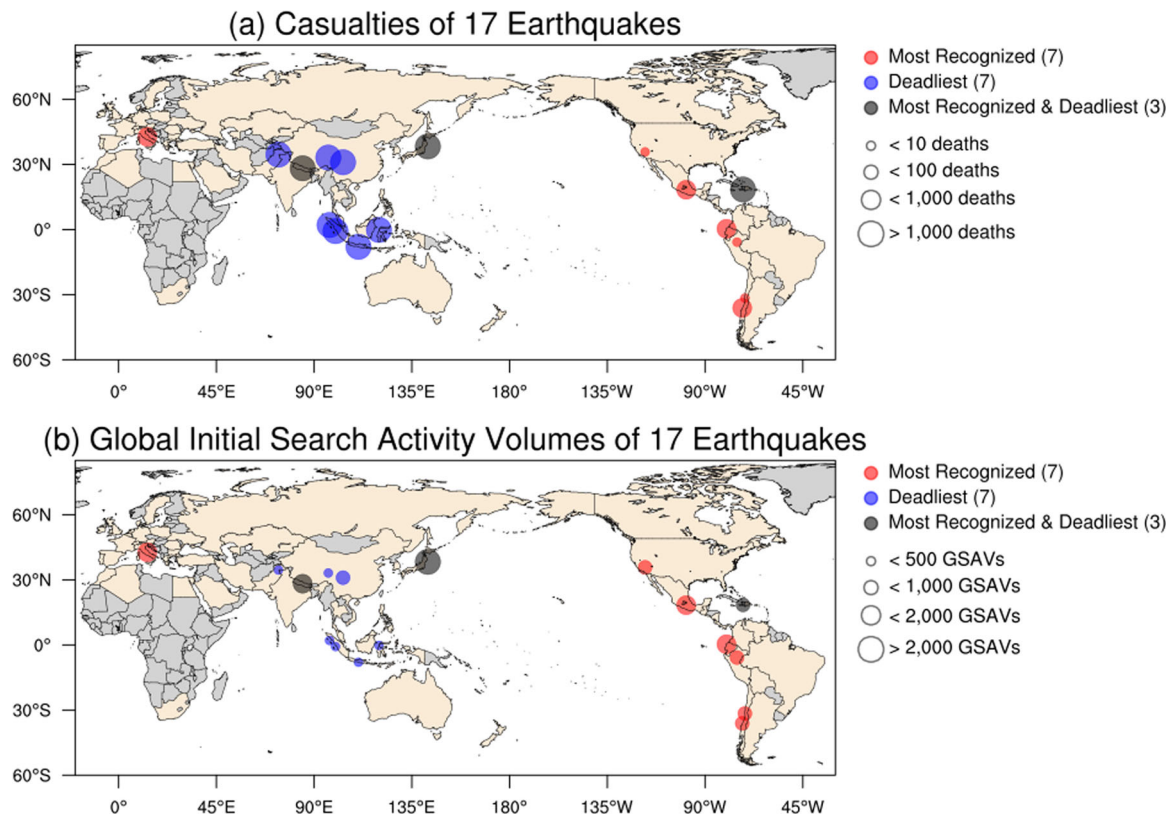 (a) Casualties of 17 Earthquakes
Most Recognized (7)
Deadliest (7)
Most Recognized & Deadliest (3)
< 10 deaths
< 100 deaths
< 1,000 deaths
> 1,000 deaths
60°N
30°N
0°
30°S
60°S
0° 45°E 90°E 135°E 180° 135°W 90°W 45°W
(b) Global Initial Search Activity Volumes of 17 Earthquakes
Most Recognized (7)
Deadliest (7)
Most Recognized & Deadliest (3)
< 500 GSAVs
< 1,000 GSAVs
< 2,000 GSAVs
> 2,000 GSAVs
60°N
30°N
0°
30°S
60°S
0° 45°E 90°E 135°E 180° 135°W 90°W 45°W